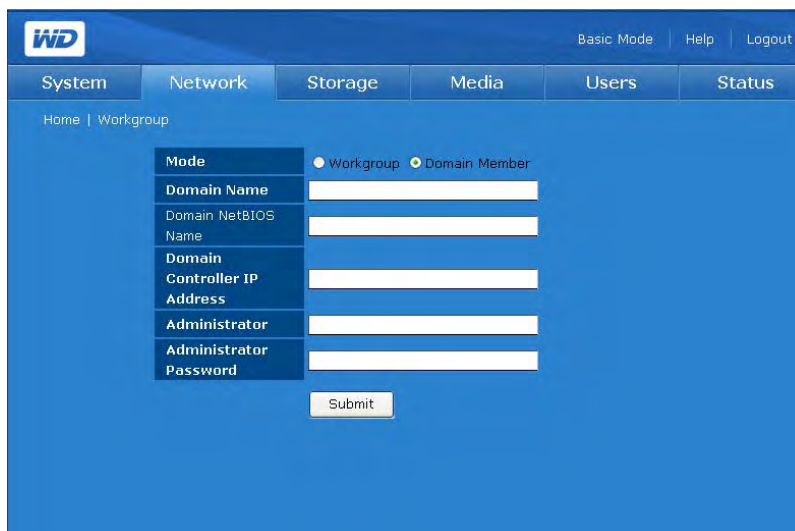 WD
Basic Mode | Help | Logout
System Network Storage Media Users Status
Home | Workgroup
Mode Workgroup Domain Member
Domain Name
Domain NetBIOS
Name
Domain
Controller IP
Address
Administrator
Administrator
Password
Submit